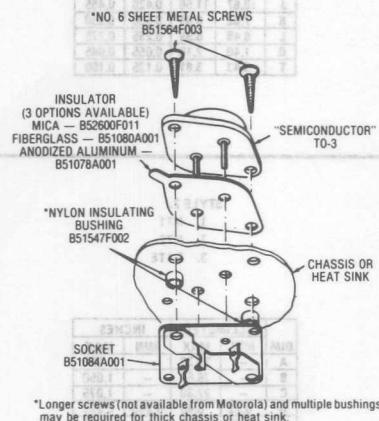 *NO. 6 SHEET METAL SCREWS
B51564F003
INSULATOR
(3 OPTIONS AVAILABLE)
MICA — B52600F011
FIBERGLASS — B51080A001
ANODIZED ALUMINUM —
B51078A001
"SEMICONDUCTOR"
TO-3
*NYLON INSULATING
BUSHING
B51547F002
CHASSIS OR
HEAT SINK
SOCKET
B51084A001
*Longer screws (not available from Motorola) and multiple bushings
may be required for thick chassis or heat sink.